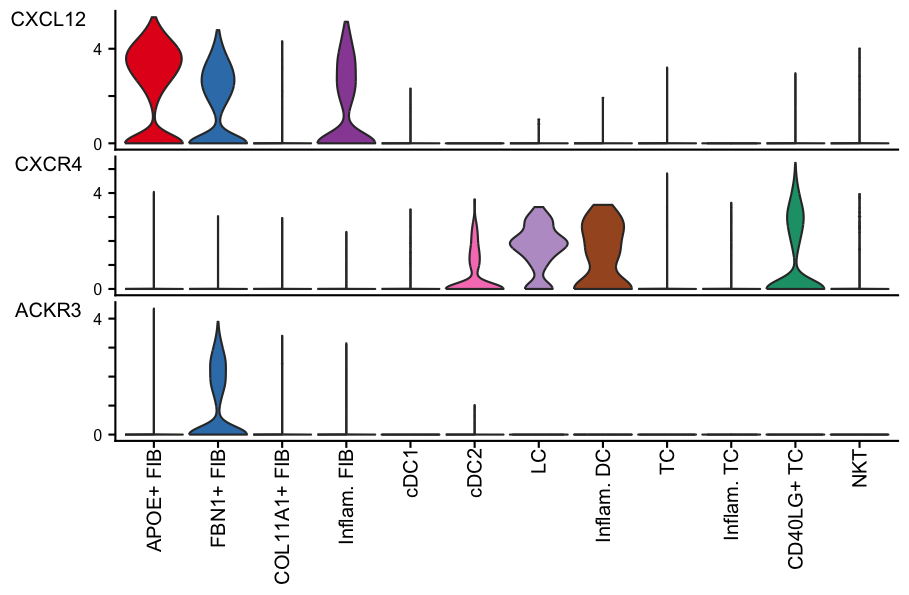 CXCL12
4
0
CXCR4
4
0
ACKR3
4
0
APOE+ FIB
FBN1+ FIB
COL11A1+ FIB
Inflam. FIB
cDC1
cDC2
LC
Inflam. DC
TC
Inflam. TC
CD40LG+ TC
NKT